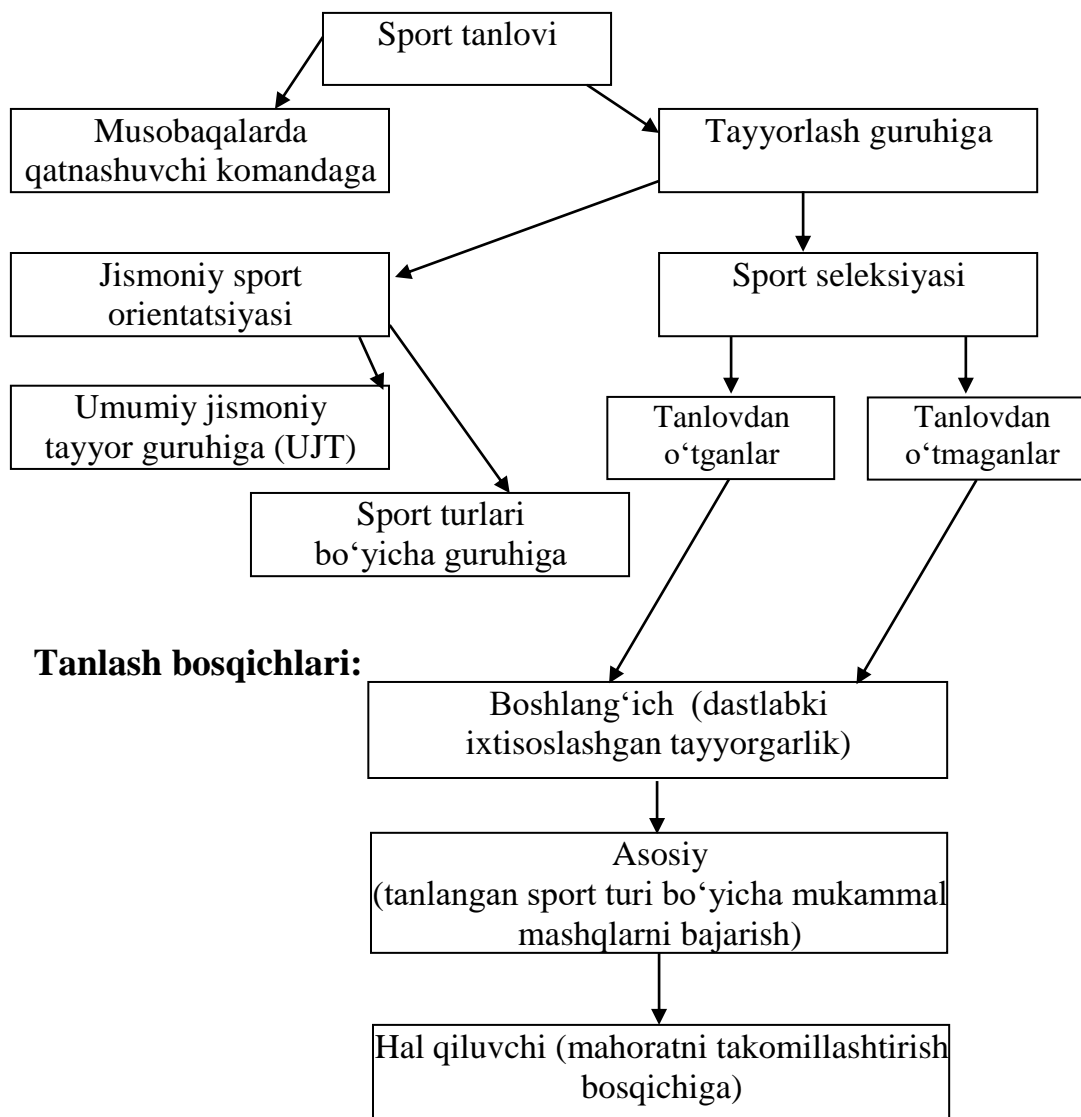 Sport tanlovi
Musobaqalarda
qatnashuvchi komandaga
Tayyorlash guruhiga
Jismoniy sport
orientatsiyasi
Sport seleksiyasi
Umumiy jismoniy
tayyor guruhiga (UJT)
Tanlovdan
o‘tganlar
Tanlovdan
o‘tmaganlar
Sport turlari
bo‘yicha guruhiga
Tanlash bosqichlari:
Boshlang‘ich (dastlabki
ixtisoslashgan tayyorgarlik)
Asosiy
(tanlangan sport turi bo‘yicha mukammal
mashqlarni bajarish)
Hal qiluvchi (mahoratni takomillashtirish
bosqichiga)